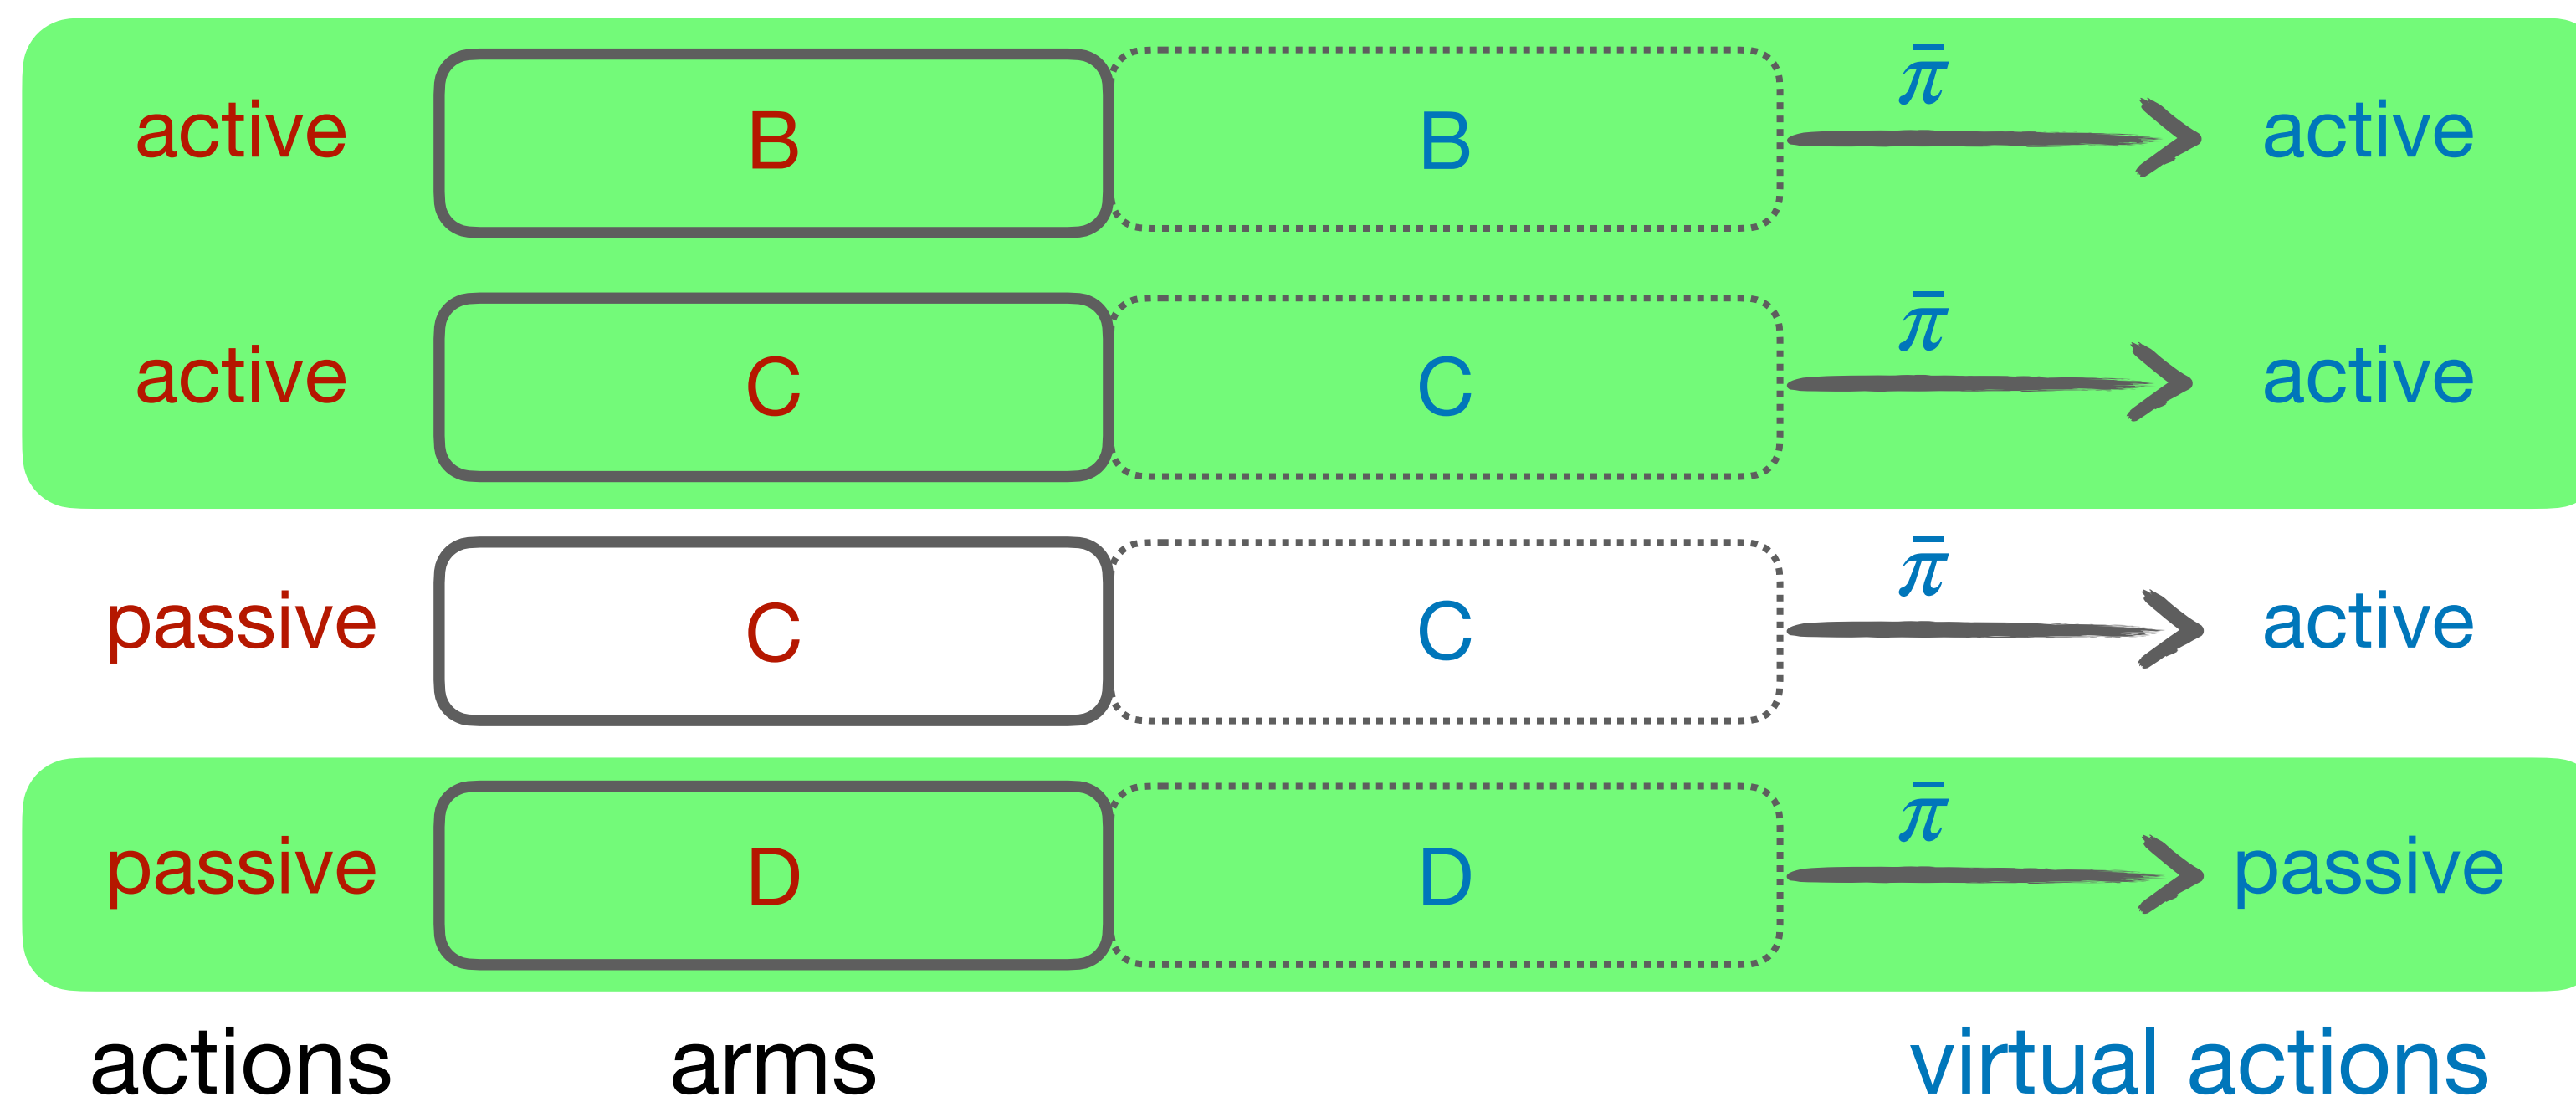 active B B π̄ active
active C C π̄ active
passive C C π̄ active
passive D D π̄ passive
actions arms virtual actions